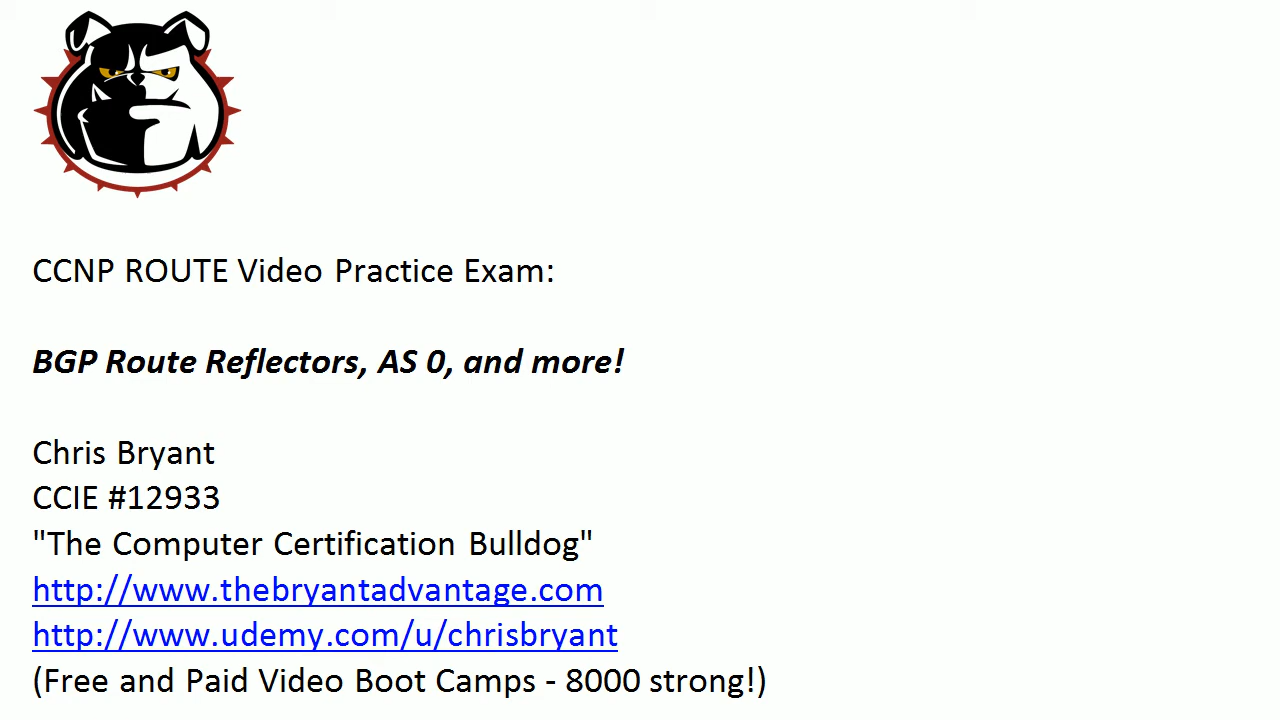 CCNP ROUTE Video Practice Exam:
BGP Route Reflectors, AS 0, and more!
Chris Bryant
CCIE #12933
"The Computer Certification Bulldog"
http://www.thebryantadvantage.com
http://www.udemy.com/u/chrisbryant
(Free and Paid Video Boot Camps - 8000 strong!)